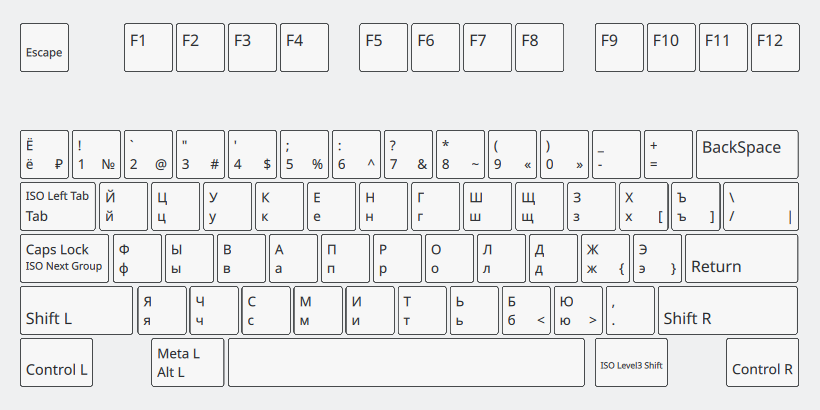 Escape F1 F2 F3 F4 F5 F6 F7 F8 F9 F10 F11 F12
Ё ! ` " ' ; : ? * ( ) _ + BackSpace
ё ₽ 1 № 2 @ 3 # 4 $ 5 % 6 ^ 7 & 8 ~ 9 « 0 » - =
ISO Left Tab Й Ц У К Е Н Г Ш Щ З Х Ъ \
Tab й ц у к е н г ш щ з х [ ъ ] / |
Caps Lock Ф Ы В А П Р О Л Д Ж Э
ISO Next Group ф ы в а п р о л д ж { э } Return
Я Ч С М И Т Ь Б Ю ,
Shift L я ч с м и т ь б < ю > . Shift R
Meta L
Control L Alt L ISO Level3 Shift Control R